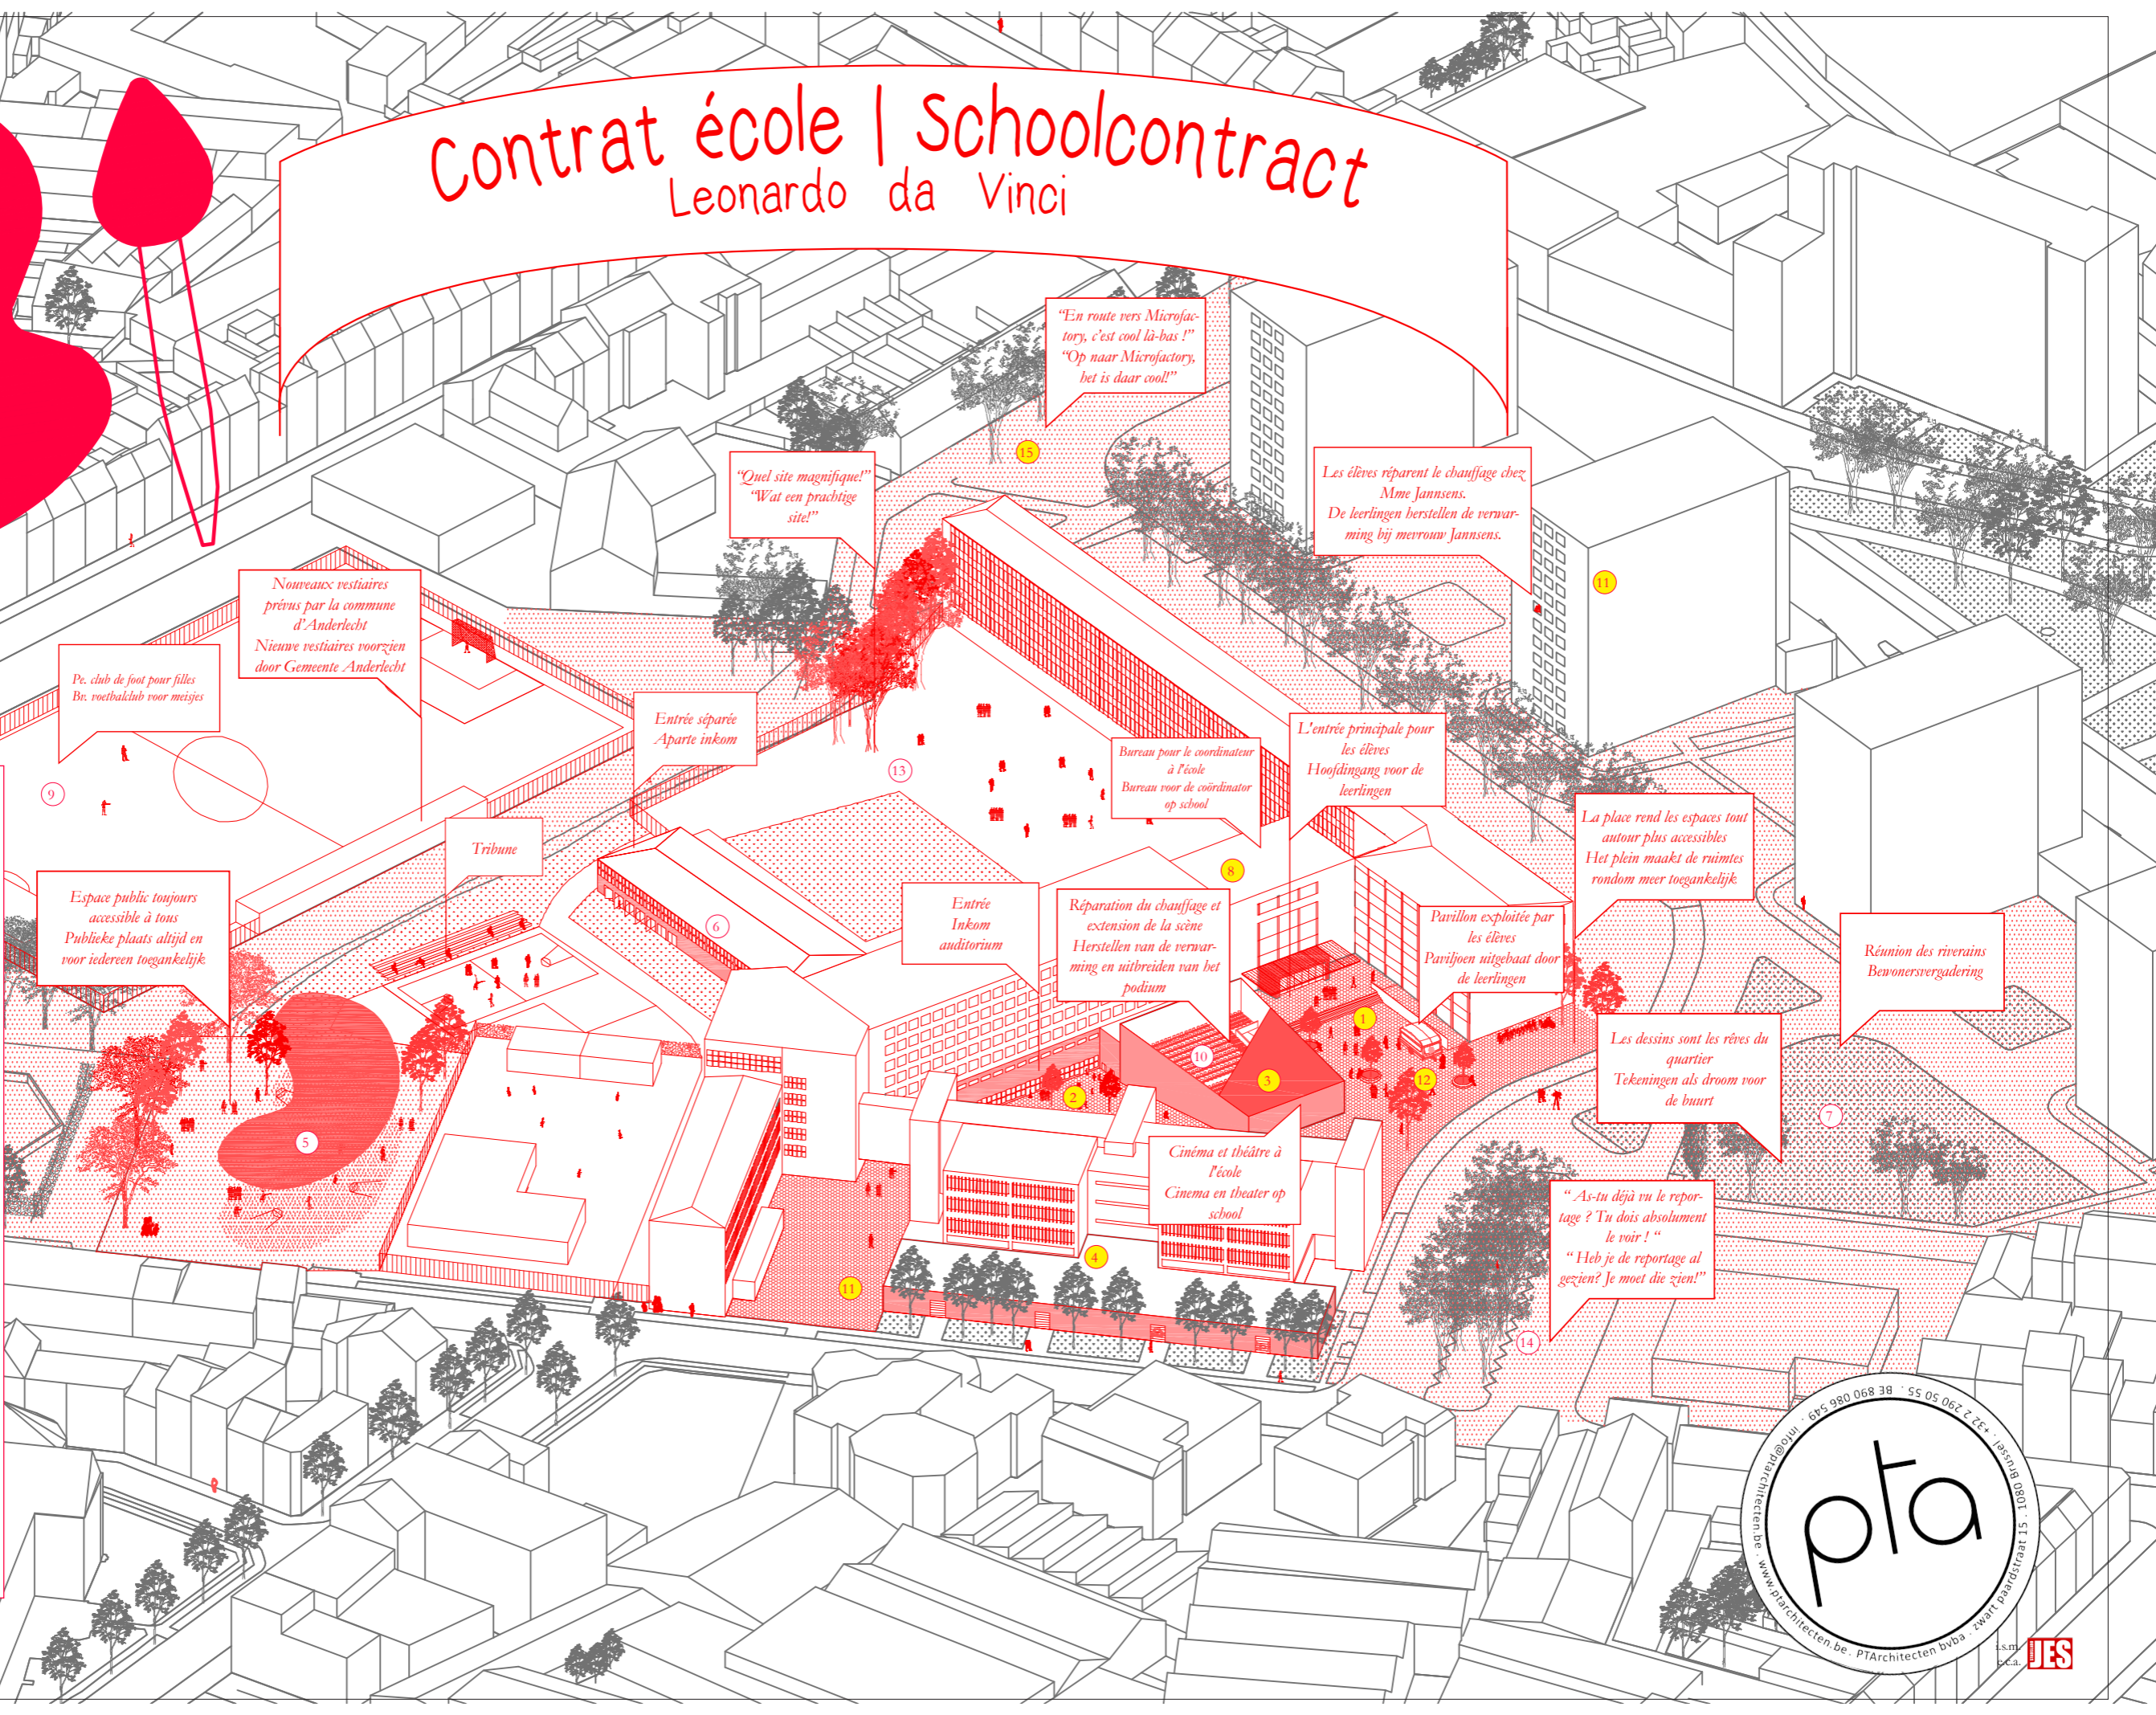 Contrat école | Schoolcontract
Leonardo da Vinci
“En route vers Microfac-
tory, c’est cool là-bas !”
“Op naar Microfactory,
het is daar cool!”
15
“Quel site magnifique!”
“Wat een prachtige
site!”
Les élèves réparent le chauffage chez
Mme Jannsens.
De leerlingen herstellen de verwar-
ming bij mevrouw Jannsens.
11
Nouveaux vestiaires
prévus par la commune
d’Anderlecht
Nieuwe vestiaires voorzien
door Gemeente Anderlecht
Pe. club de foot pour filles
Br. voetbalclub voor meisjes
9
Entrée séparée
Aparte inkom
13
Bureau pour le coordinateur
à l’école
Bureau voor de coördinator
op school
L’entrée principale pour
les élèves
Hoofdingang voor de
leerlingen
La place rend les espaces tout
autour plus accessibles
Het plein maakt de ruimtes
rondom meer toegankelijk
Tribune
8
Espace public toujours
accessible à tous
Publieke plaats altijd en
voor iedereen toegankelijk
6
Entrée
Inkom
auditorium
Réparation du chauffage et
extension de la scène
Herstellen van de verwar-
ming en uitbreiden van het
podium
Pavillon exploitée par
les élèves
Paviljoen uitgebaat door
de leerlingen
Réunion des riverains
Bewonersvergadering
1
10
3
12
2
Les dessins sont les rêves du
quartier
Tekeningen als droom voor
de buurt
7
5
Cinéma et théâtre à
l’école
Cinema en theater op
school
“ As-tu déjà vu le repor-
tage ? Tu dois absolument
le voir ! “
“ Heb je de reportage al
gezien? Je moet die zien!”
4
11
14
pta
info@ptarchitecten.be . www.ptarchitecten.be . PTArchitecten bvba . zwart paardstraat 15 . 1080 Brussel . +32 2 290 50 55 . BE 890 086 549 .
i.s.m.
c.c.a.
JES